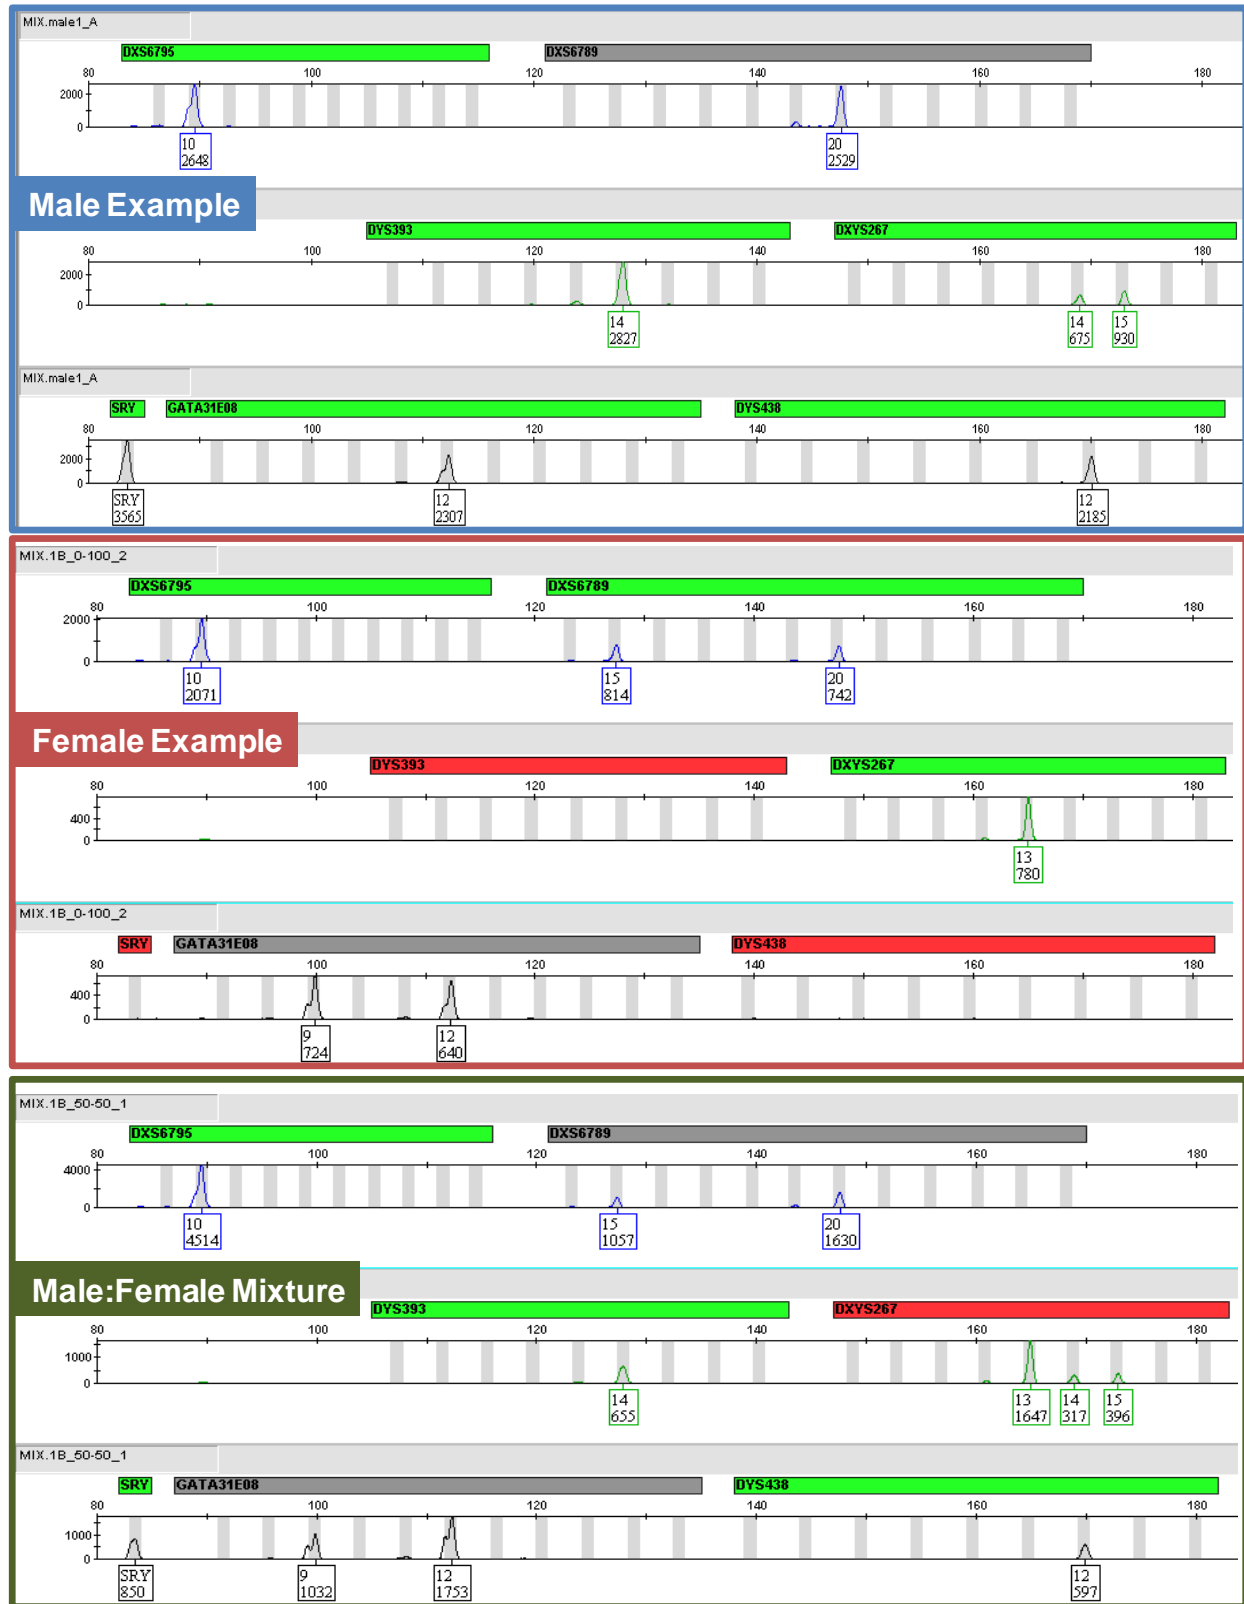 MIX.male1_A
DXS6795 DXS6789
80 100 120 140 160 180
2000
0
10 20
2648 2529
Male Example
DYS393 DXYS267
80 100 120 140 160 180
2000
0
14 14 15
2827 675 930
MIX.male1_A
SRY GATA31E08 DYS438
80 100 120 140 160 180
2000
0
SRY 12 12
3565 2307 2185
MIX.1B_0-100_2
DXS6795 DXS6789
80 100 120 140 160 180
2000
0
10 15 20
2071 814 742
Female Example
DYS393 DXYS267
80 100 120 140 160 180
400
0
13
780
MIX.1B_0-100_2
SRY GATA31E08 DYS438
80 100 120 140 160 180
400
0
9 12
724 640
MIX.1B_50-50_1
DXS6795 DXS6789
80 100 120 140 160 180
4000
0
10 15 20
4514 1057 1630
Male:Female Mixture
DYS393 DXYS267
80 100 120 140 160 180
1000
0
14 13 14 15
655 1647 317 396
MIX.1B_50-50_1
SRY GATA31E08 DYS438
80 100 120 140 160 180
1000
0
SRY 9 12 12
850 1032 1753 597